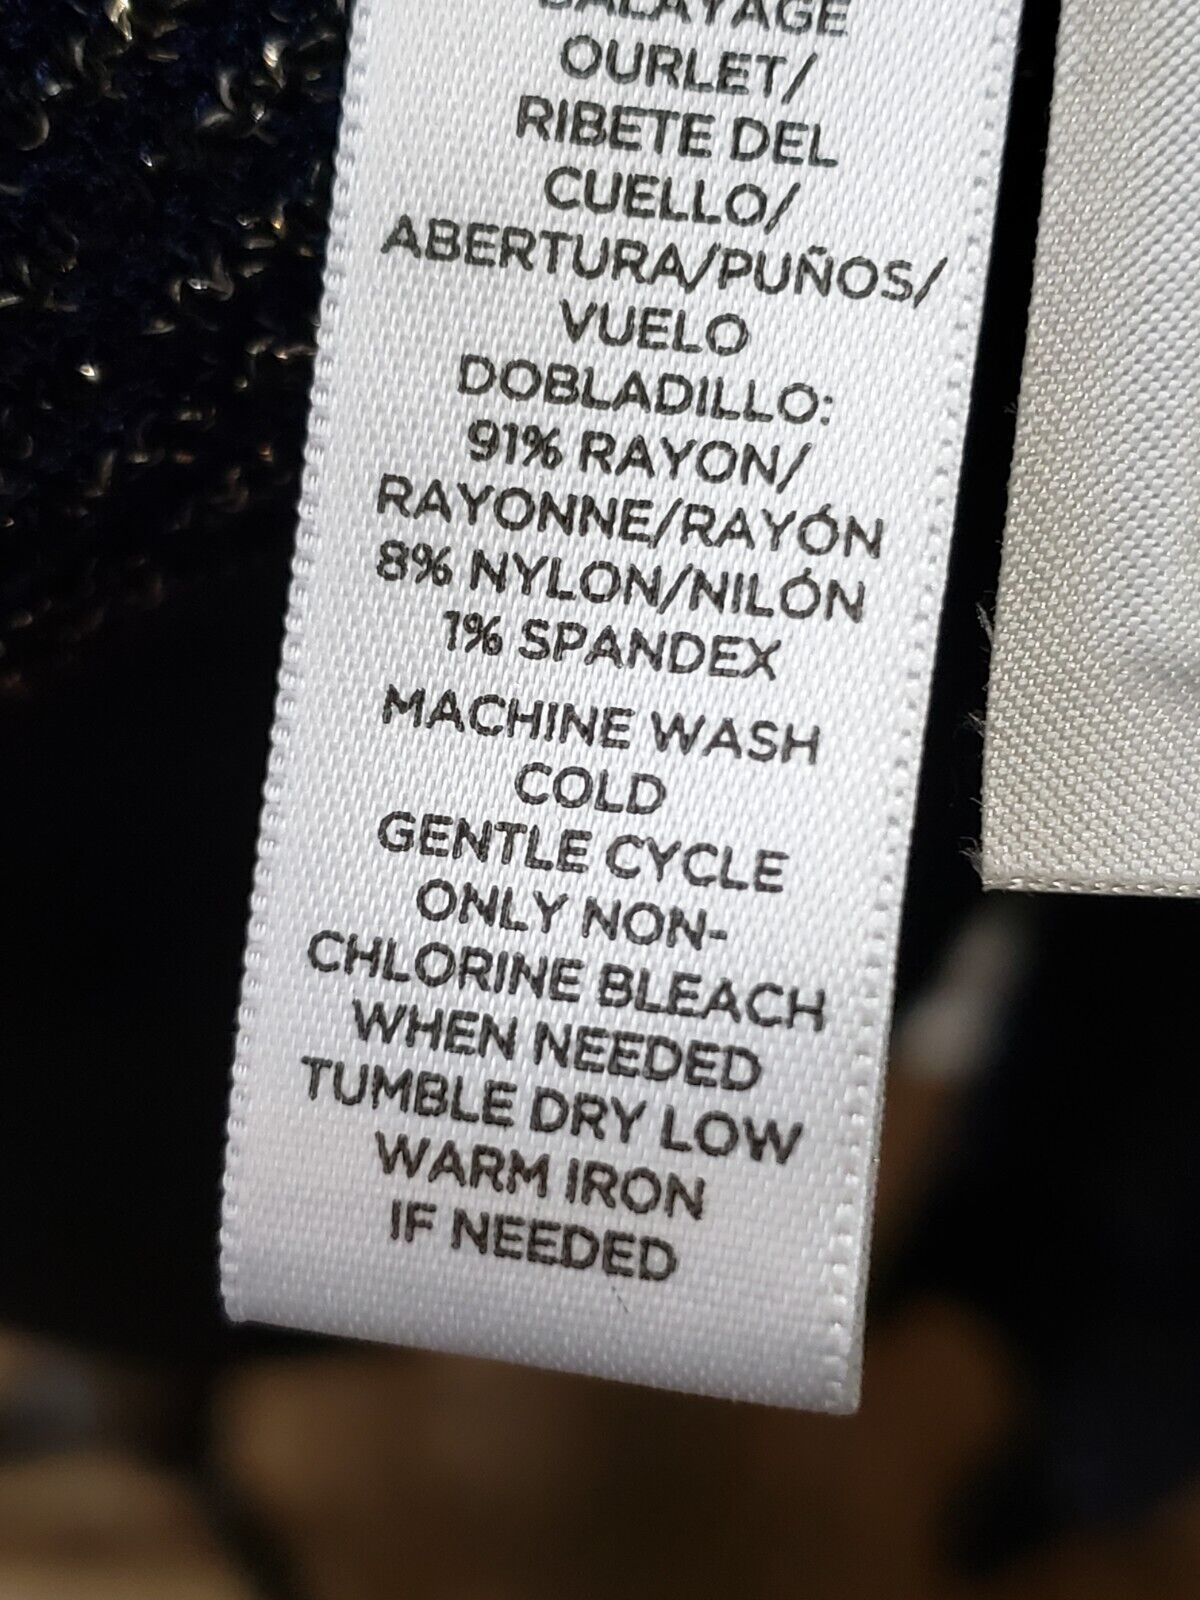 BALAYAGE
OURLET/
RIBETE DEL
CUELLO/
ABERTURA/PUÑOS/
VUELO
DOBLADILLO:
91% RAYON/
RAYONNE/RAYÓN
8% NYLON/NILÓN
1% SPANDEX
MACHINE WASH
COLD
GENTLE CYCLE
ONLY NON-
CHLORINE BLEACH
WHEN NEEDED
TUMBLE DRY LOW
WARM IRON
IF NEEDED